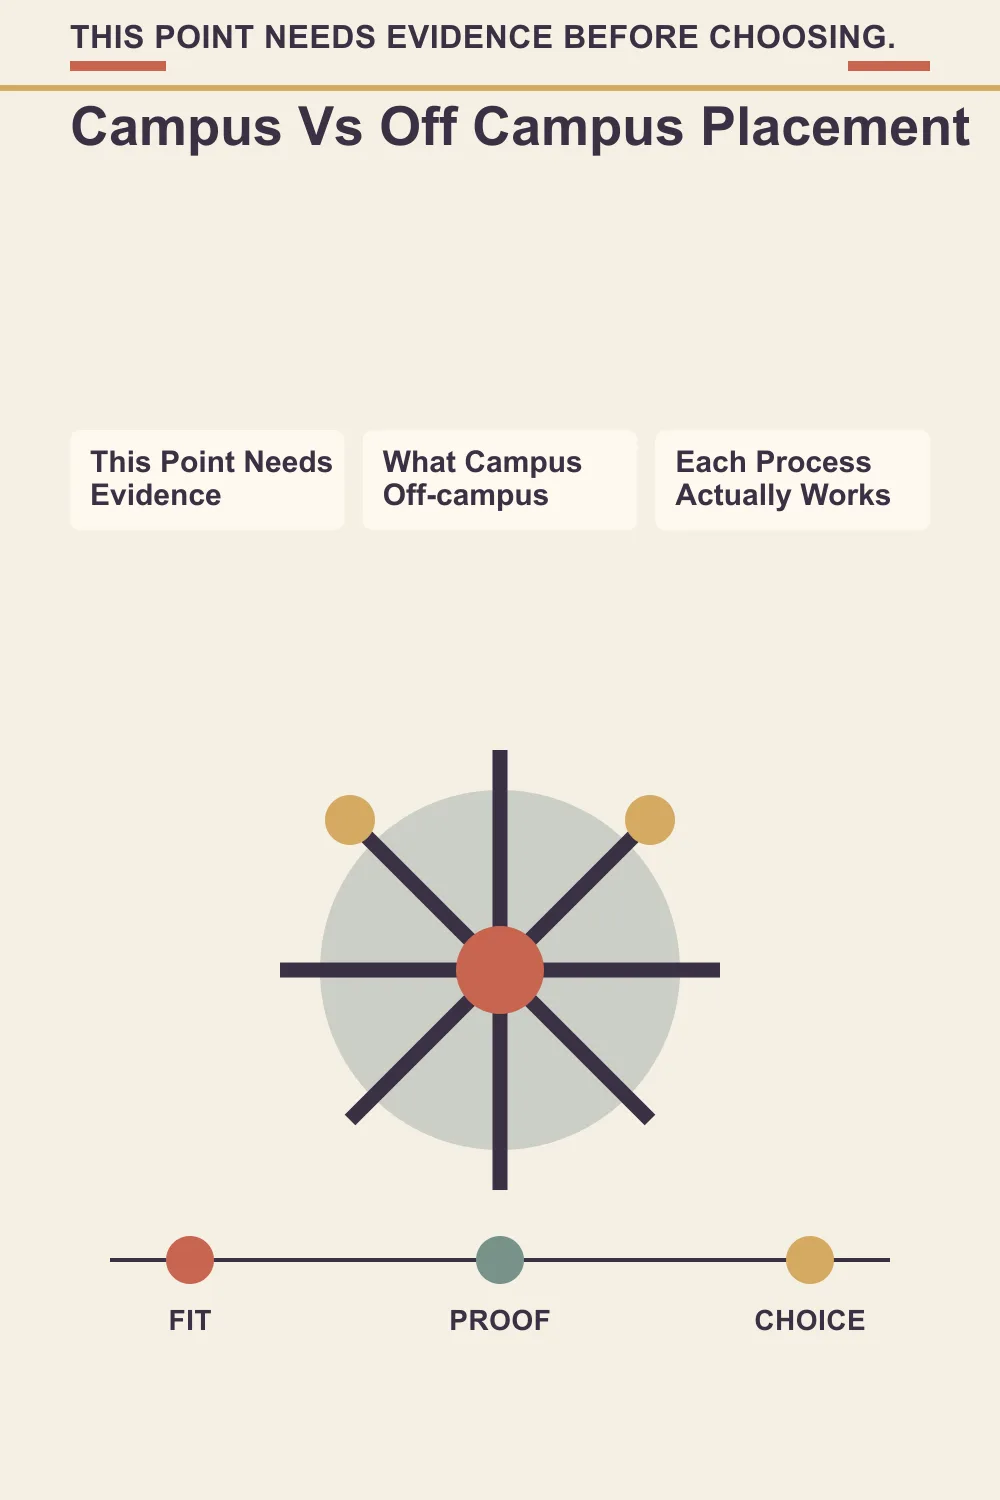 THIS POINT NEEDS EVIDENCE BEFORE CHOOSING.
Campus Vs Off Campus Placement
This Point Needs
Evidence
What Campus
Off-campus
Each Process
Actually Works
FIT
PROOF
CHOICE